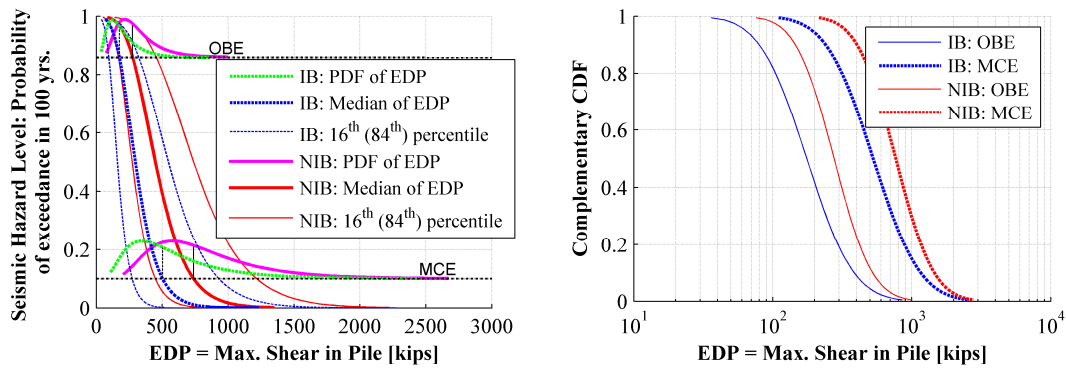 Seismic Hazard Level: Probability
of exceedance in 100 yrs.
1
0.8
0.6
0.4
0.2
0
OBE
IB: PDF of EDP
IB: Median of EDP
IB: 16th (84th) percentile
NIB: PDF of EDP
NIB: Median of EDP
NIB: 16th (84th) percentile
MCE
0 500 1000 1500 2000 2500 3000
EDP = Max. Shear in Pile [kips]
Complementary CDF
1
0.8
0.6
0.4
0.2
0
IB: OBE
IB: MCE
NIB: OBE
NIB: MCE
10^1 10^2 10^3 10^4
EDP = Max. Shear in Pile [kips]